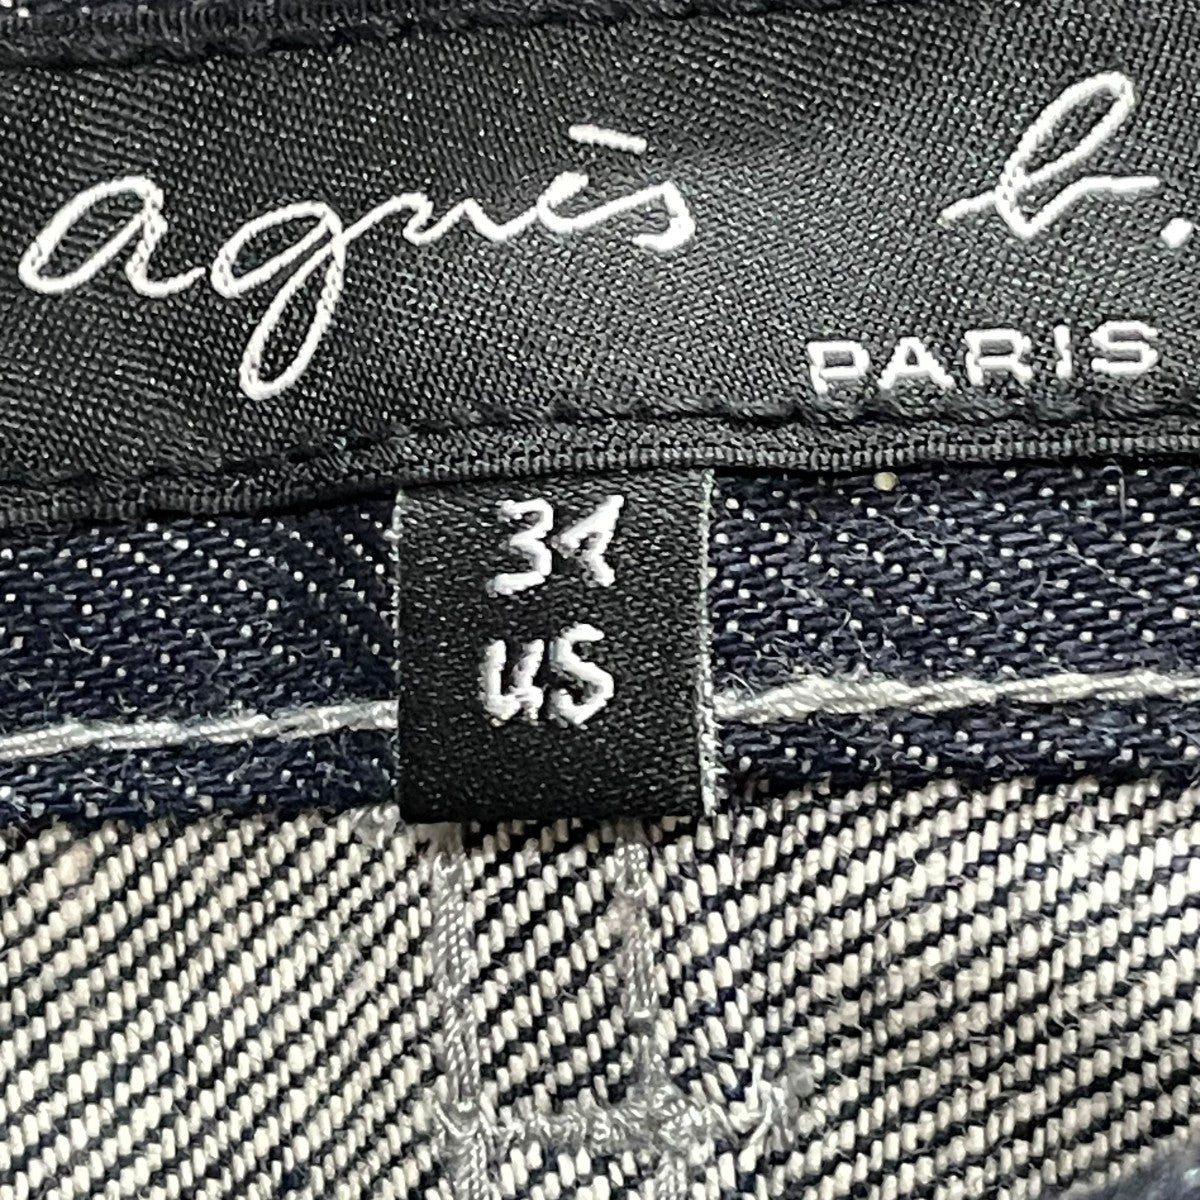 agnès b.
PARIS
34
US